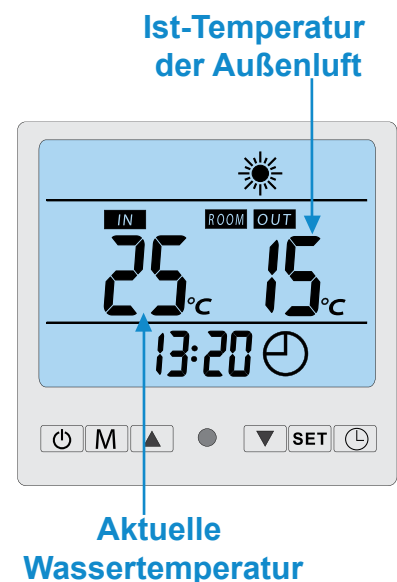 Ist-Temperatur
der Außenluft
IN ROOM OUT
25°C 15°C
13:20
M SET
Aktuelle
Wassertemperatur